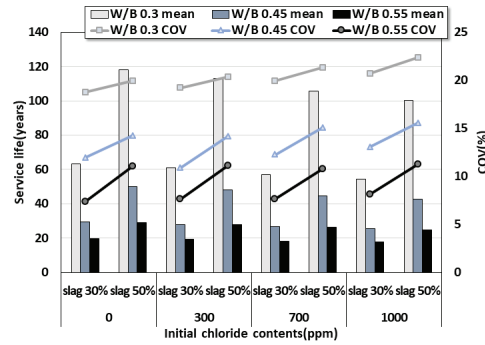 W/B 0.3 mean W/B 0.45 mean W/B 0.55 mean
W/B 0.3 COV W/B 0.45 COV W/B 0.55 COV
140
120
100
80
60
40
20
0
Service life(years)
25
20
15
10
5
0
COV(%)
slag 30% slag 50% slag 30% slag 50% slag 30% slag 50% slag 30% slag 50%
0 300 700 1000
Initial chloride contents(ppm)